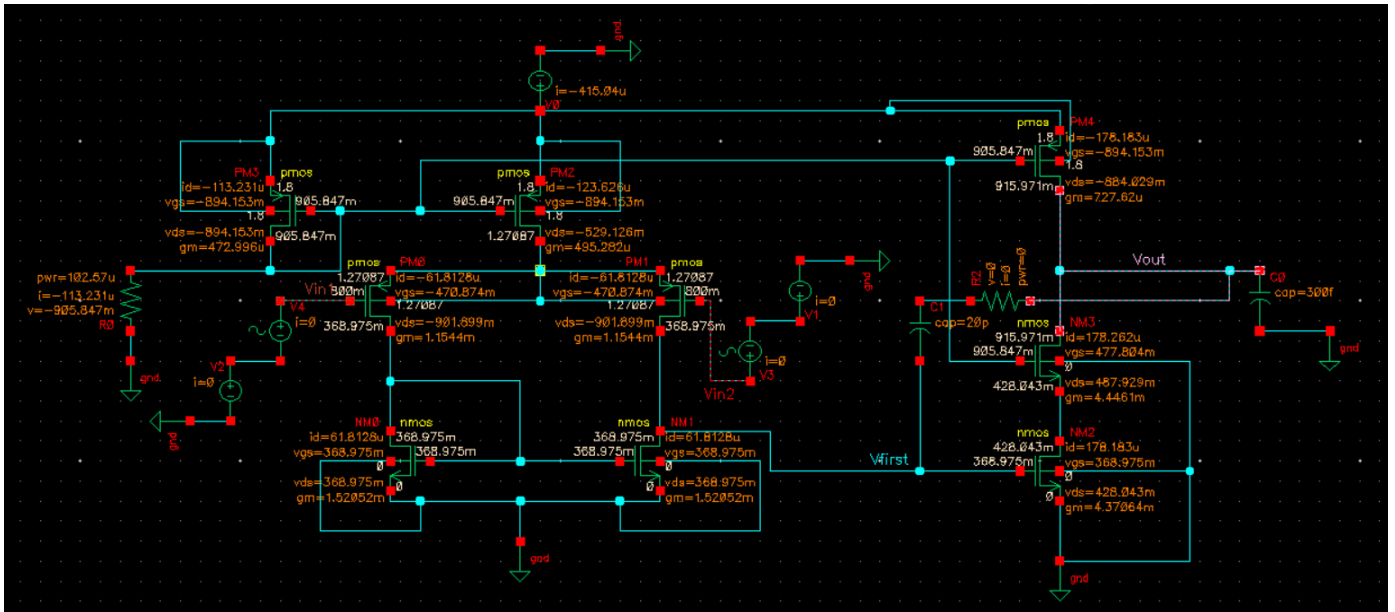 gnd
i=-415.04u
V0
pmos
PM4
1.8
id=-178.183u
905.847m
vgs=-894.153m
1.8
915.971m
vds=-884.029m
gm=727.62u
PM3
pmos
id=-113.231u
1.8
vgs=-894.153m
905.847m
1.8
vds=-894.153m
905.847m
gm=472.996u
PM2
pmos
1.8
id=-123.626u
905.847m
vgs=-894.153m
1.8
vds=-529.126m
1.27087
gm=495.282u
pwr=102.57u
i=-113.231u
v=-905.847m
R0
gnd
pmos
PM0
1.27087
id=-61.8128u
Vin1
800m
vgs=-470.874m
1.27087
vds=-901.899m
368.975m
gm=1.1544m
V4
i=0
V2
i=0
gnd
pmos
PM1
1.27087
id=-61.8128u
800m
vgs=-470.874m
1.27087
vds=-901.899m
368.975m
gm=1.1544m
gnd
i=0
V1
i=0
V3
Vin2
Vout
R2
v=0
i=0
pwr=0
C0
cap=300f
gnd
C1
cap=20p
nmos
NM3
915.971m
id=178.262u
905.847m
vgs=477.804m
0
428.043m
vds=487.929m
gm=4.4461m
NM0
nmos
id=61.8128u
368.975m
vgs=368.975m
368.975m
0
vds=368.975m
0
gm=1.52052m
nmos
NM1
368.975m
id=61.8128u
368.975m
vgs=368.975m
0
vds=368.975m
0
gm=1.52052m
Vfirst
nmos
NM2
428.043m
id=178.183u
368.975m
vgs=368.975m
0
vds=428.043m
0
gm=4.37064m
gnd
gnd